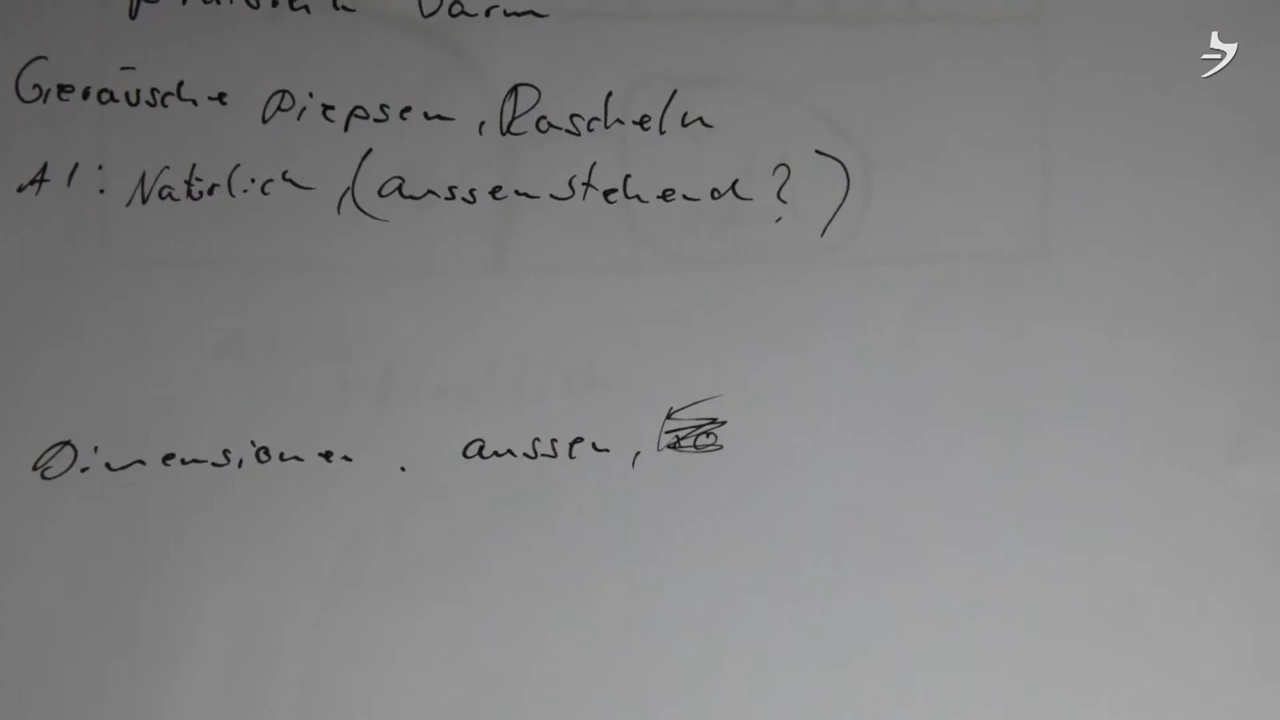 Geräusche Piepsen, Rascheln
A1: Natürlich, (aussenstehend?)
Dimensionen. aussen,